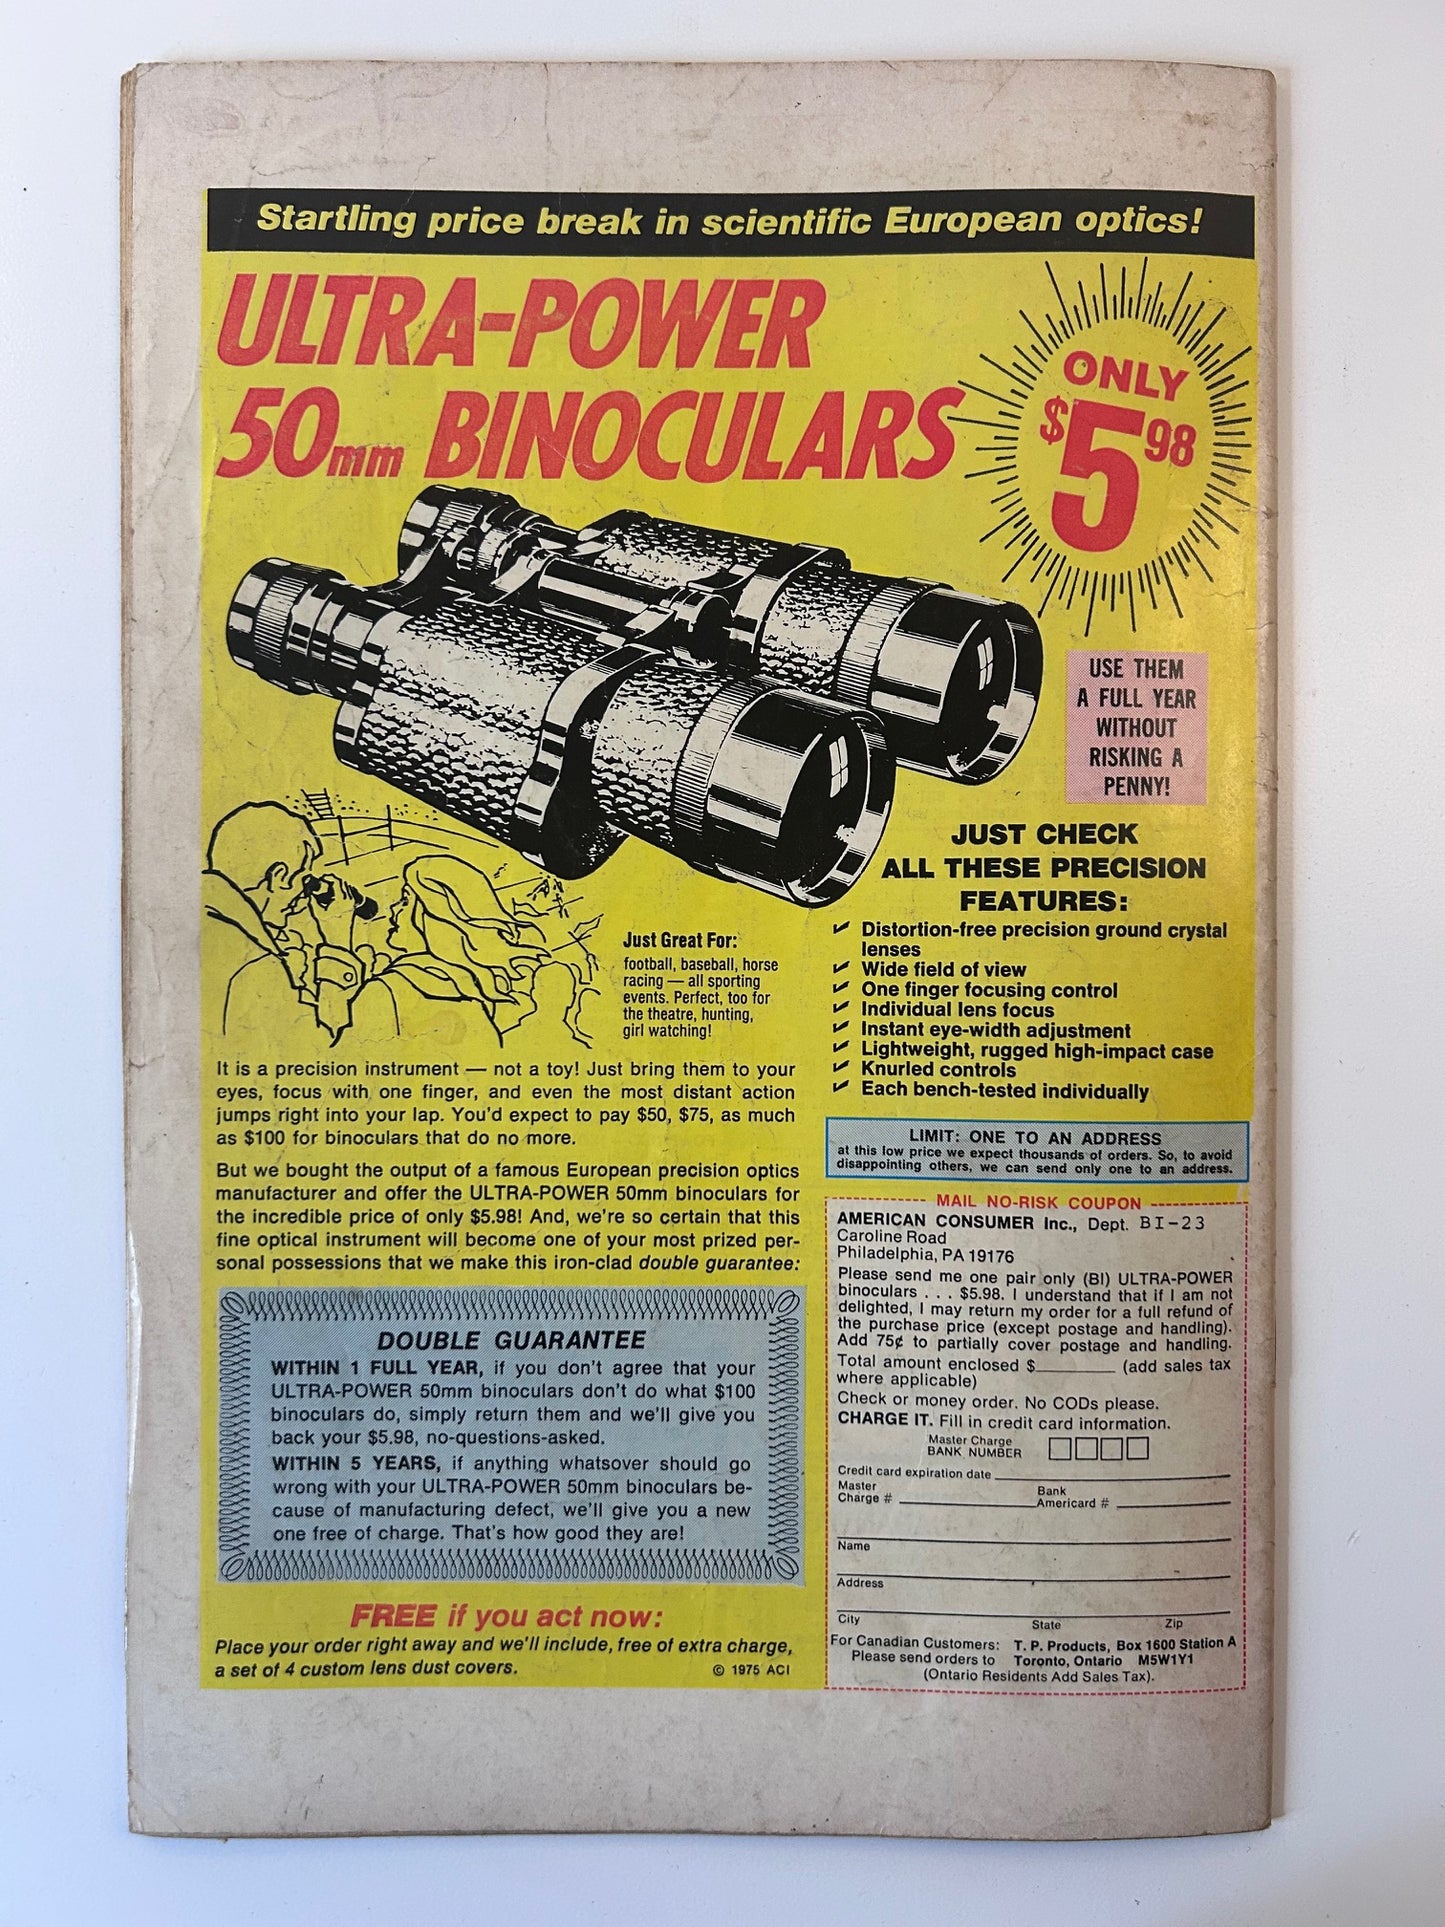 Startling price break in scientific European optics!
ULTRA-POWER
50mm BINOCULARS
ONLY
$5.98
USE THEM
A FULL YEAR
WITHOUT
RISKING A
PENNY!
JUST CHECK
ALL THESE PRECISION
FEATURES:
Distortion-free precision ground crystal
lenses
Wide field of view
One finger focusing control
Individual lens focus
Instant eye-width adjustment
Lightweight, rugged high-impact case
Knurled controls
Each bench-tested individually
Just Great For:
football, baseball, horse
racing — all sporting
events. Perfect, too for
the theatre, hunting,
girl watching!
It is a precision instrument — not a toy! Just bring them to your
eyes, focus with one finger, and even the most distant action
jumps right into your lap. You'd expect to pay $50, $75, as much
as $100 for binoculars that do no more.
But we bought the output of a famous European precision optics
manufacturer and offer the ULTRA-POWER 50mm binoculars for
the incredible price of only $5.98! And, we're so certain that this
fine optical instrument will become one of your most prized per-
sonal possessions that we make this iron-clad double guarantee:
DOUBLE GUARANTEE
WITHIN 1 FULL YEAR, if you don't agree that your
ULTRA-POWER 50mm binoculars don't do what $100
binoculars do, simply return them and we'll give you
back your $5.98, no-questions-asked.
WITHIN 5 YEARS, if anything whatsover should go
wrong with your ULTRA-POWER 50mm binoculars be-
cause of manufacturing defect, we'll give you a new
one free of charge. That's how good they are!
FREE if you act now:
Place your order right away and we'll include, free of extra charge,
a set of 4 custom lens dust covers.
© 1975 ACI
LIMIT: ONE TO AN ADDRESS
at this low price we expect thousands of orders. So, to avoid
disappointing others, we can send only one to an address.
MAIL NO-RISK COUPON
AMERICAN CONSUMER Inc., Dept. BI-23
Caroline Road
Philadelphia, PA 19176
Please send me one pair only (BI) ULTRA-POWER
binoculars . . . $5.98. I understand that if I am not
delighted, I may return my order for a full refund of
the purchase price (except postage and handling).
Add 75¢ to partially cover postage and handling.
Total amount enclosed $________ (add sales tax
where applicable)
Check or money order. No CODs please.
CHARGE IT. Fill in credit card information.
Master Charge
BANK NUMBER
Credit card expiration date
Master
Charge #
Bank
Americard #
Name
Address
City State Zip
For Canadian Customers: T. P. Products, Box 1600 Station A
Please send orders to Toronto, Ontario M5W1Y1
(Ontario Residents Add Sales Tax).